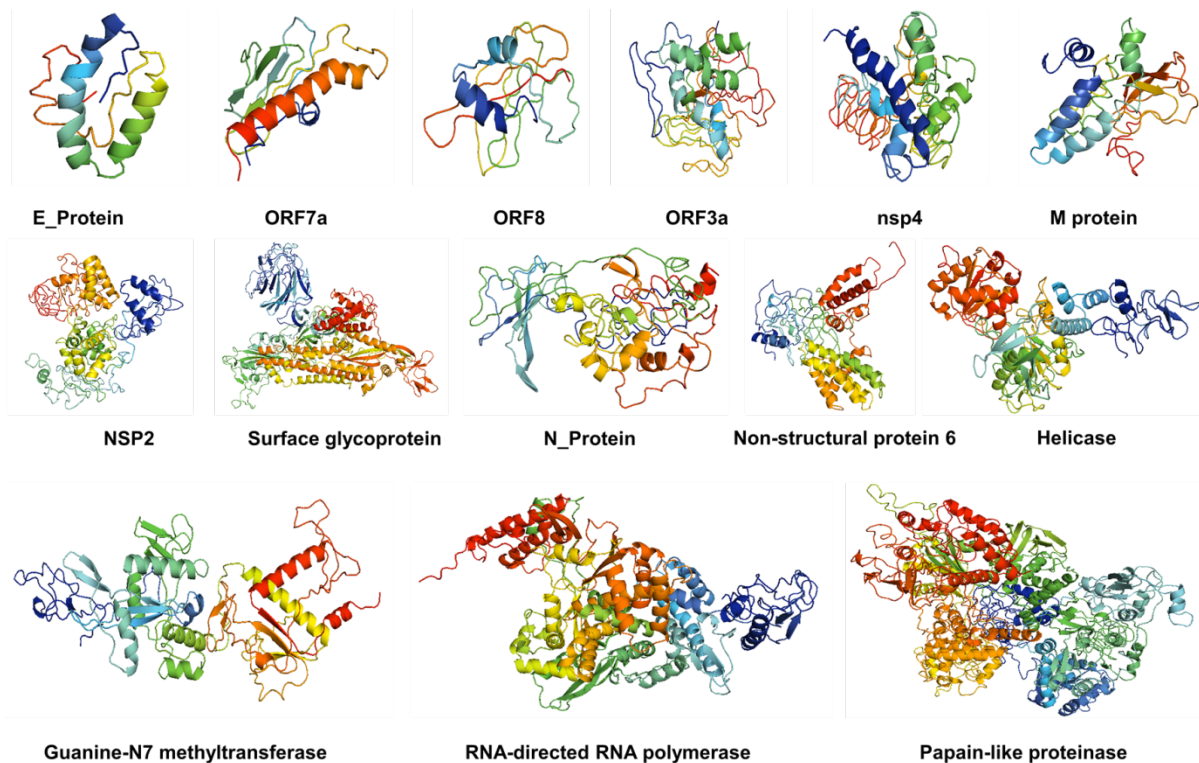 E_Protein
ORF7a
ORF8
ORF3a
nsp4
M protein
NSP2
Surface glycoprotein
N_Protein
Non-structural protein 6
Helicase
Guanine-N7 methyltransferase
RNA-directed RNA polymerase
Papain-like proteinase